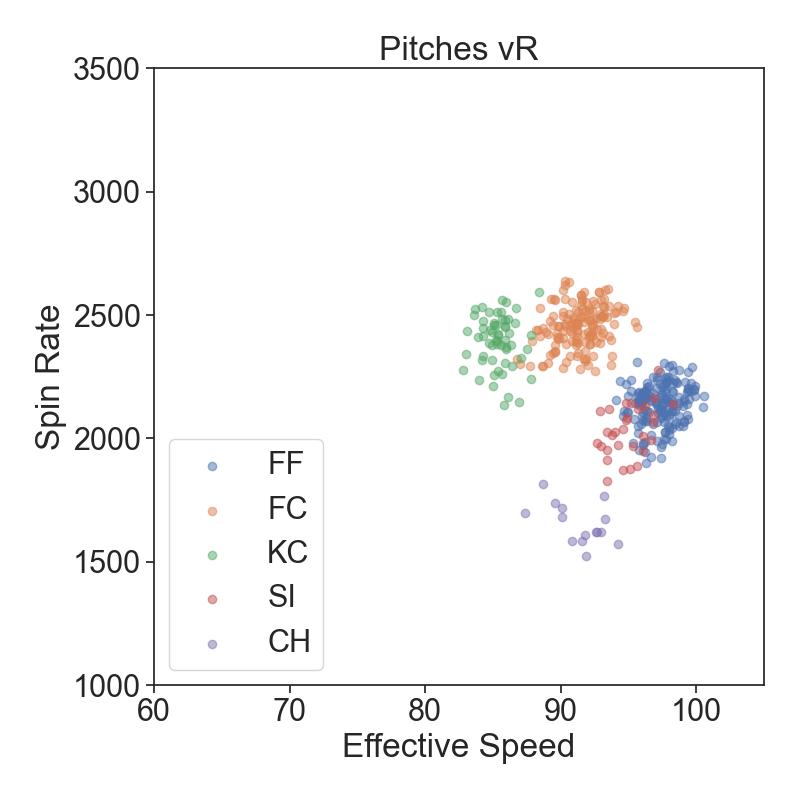 Pitches vR
3500
3000
2500
2000
1500
1000
Spin Rate
FF
FC
KC
SI
CH
60 70 80 90 100
Effective Speed